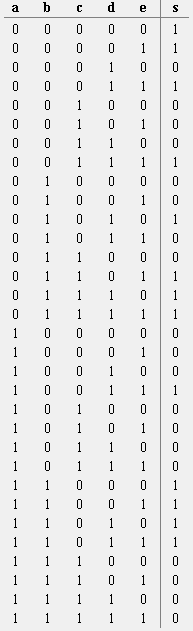 a b c d e s
0 0 0 0 0 1
0 0 0 0 1 1
0 0 0 1 0 0
0 0 0 1 1 1
0 0 1 0 0 0
0 0 1 0 1 0
0 0 1 1 0 0
0 0 1 1 1 1
0 1 0 0 0 0
0 1 0 0 1 0
0 1 0 1 0 1
0 1 0 1 1 0
0 1 1 0 0 0
0 1 1 0 1 1
0 1 1 1 0 1
0 1 1 1 1 0
1 0 0 0 0 0
1 0 0 0 1 0
1 0 0 1 0 0
1 0 0 1 1 1
1 0 1 0 0 0
1 0 1 0 1 0
1 0 1 1 0 0
1 0 1 1 1 0
1 1 0 0 0 1
1 1 0 0 1 1
1 1 0 1 0 1
1 1 0 1 1 1
1 1 1 0 0 0
1 1 1 0 1 0
1 1 1 1 0 0
1 1 1 1 1 0